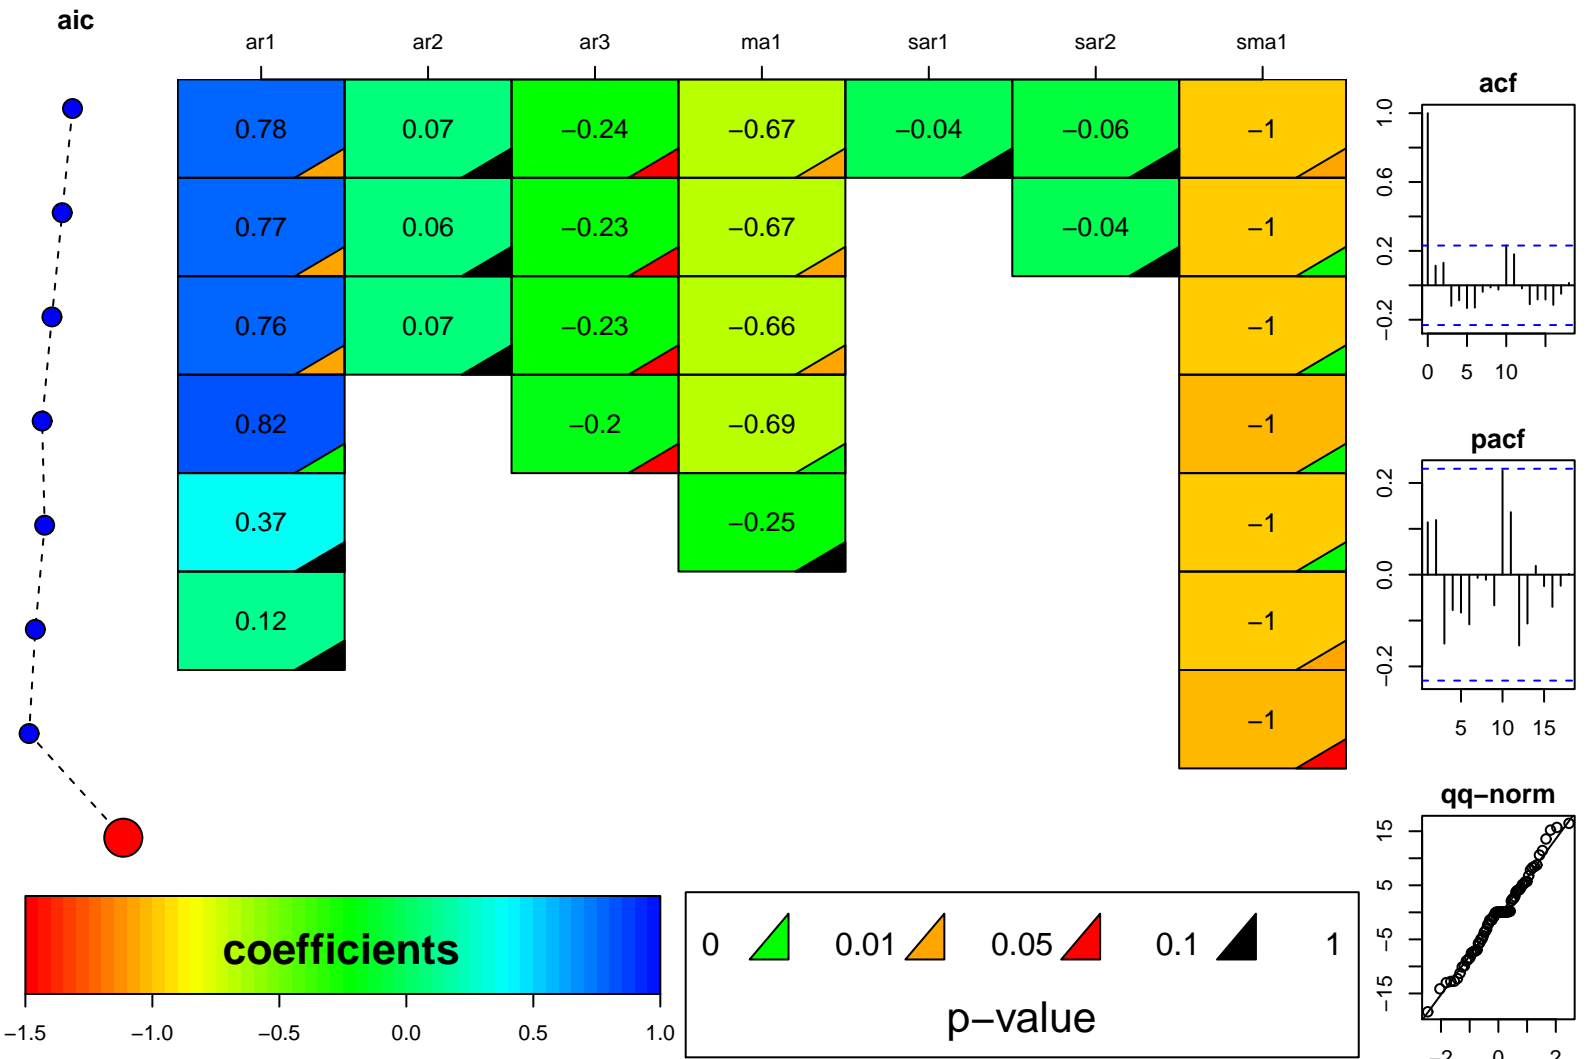 aic
ar1 ar2 ar3 ma1 sar1 sar2 sma1
0.78 0.07 −0.24 −0.67 −0.04 −0.06 −1
0.77 0.06 −0.23 −0.67 −0.04 −1
0.76 0.07 −0.23 −0.66 −1
0.82 −0.2 −0.69 −1
0.37 −0.25 −1
0.12 −1
−1
coefficients
−1.5 −1.0 −0.5 0.0 0.5 1.0
0 0.01 0.05 0.1 1
p−value
acf
1.0
0.6
0.2
−0.2
0 5 10
pacf
0.2
0.0
−0.2
5 10 15
qq−norm
15
5
−5
−15
−2 0 2